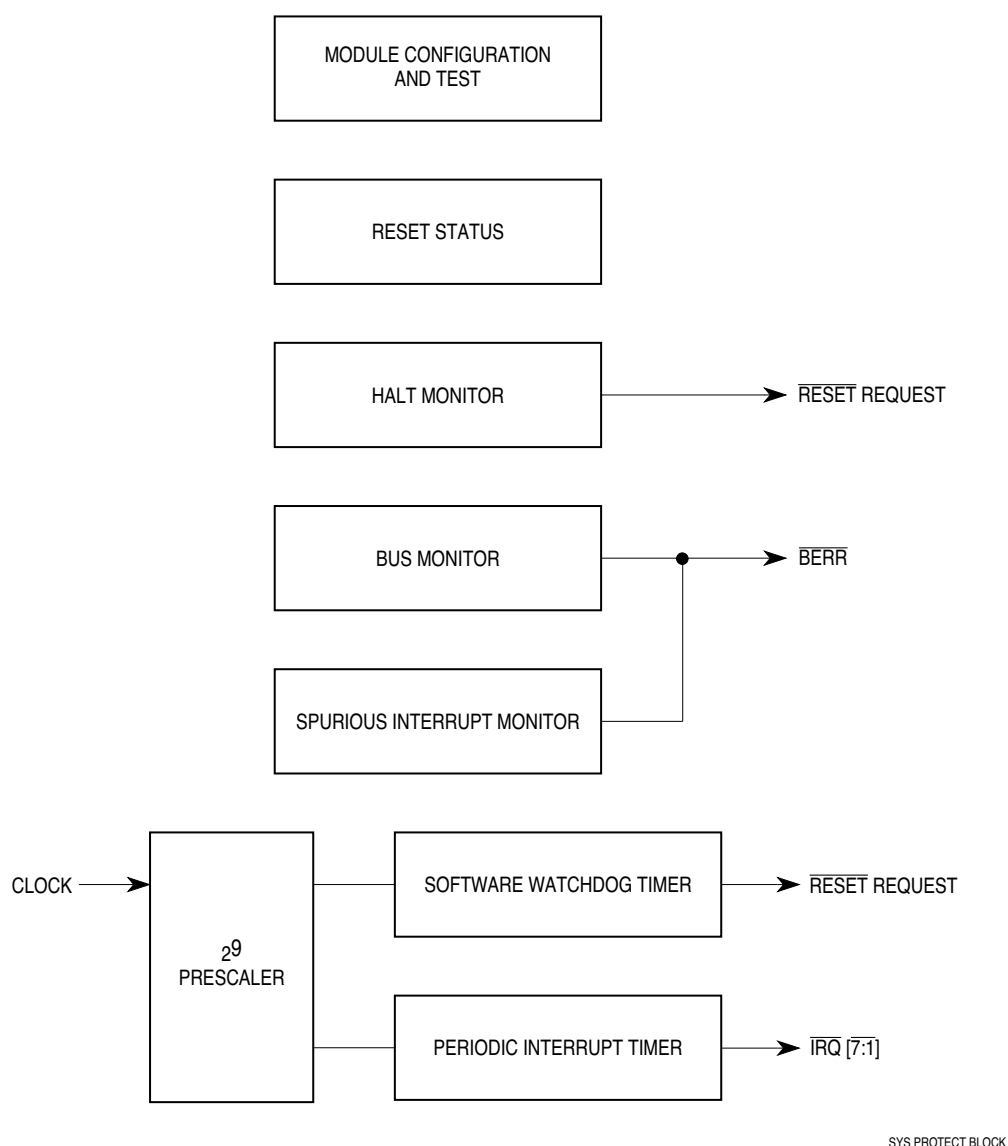 MODULE CONFIGURATION
AND TEST
RESET STATUS
HALT MONITOR
RESET REQUEST
BUS MONITOR
BERR
SPURIOUS INTERRUPT MONITOR
CLOCK
29
PRESCALER
SOFTWARE WATCHDOG TIMER
RESET REQUEST
PERIODIC INTERRUPT TIMER
IRQ [7:1]
SYS PROTECT BLOCK